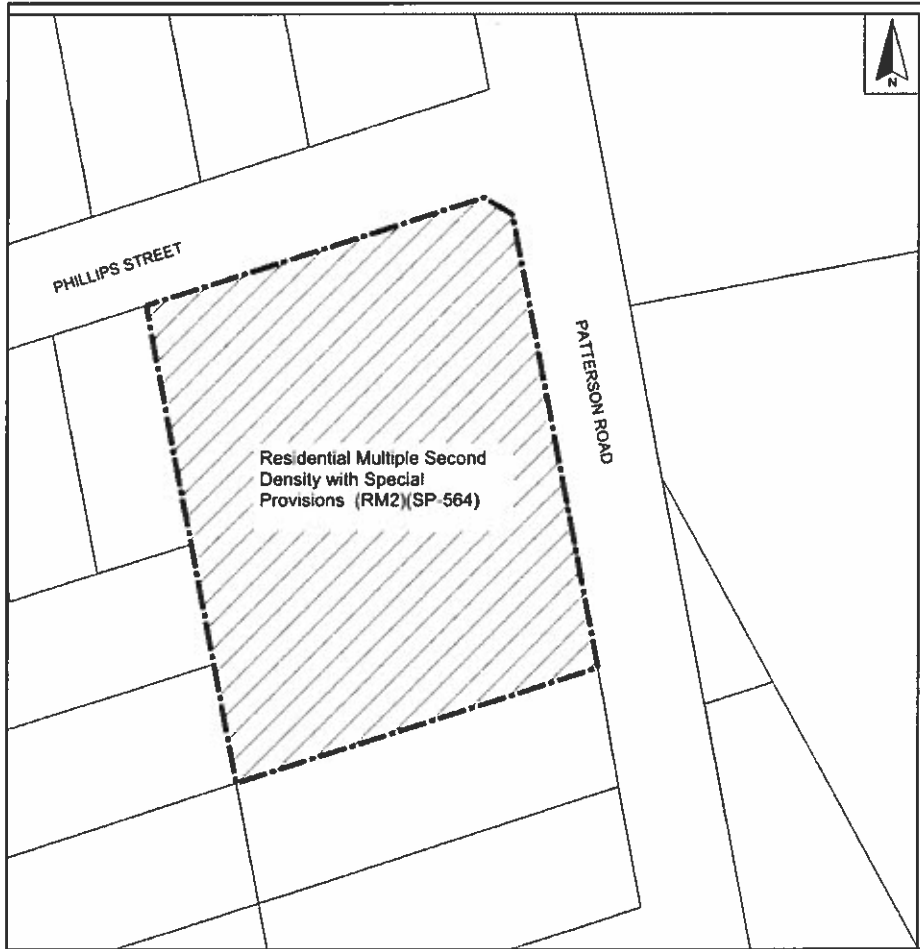 N
PHILLIPS STREET
PATTERSON ROAD
Residential Multiple Second
Density with Special
Provisions (RM2)(SP-564)